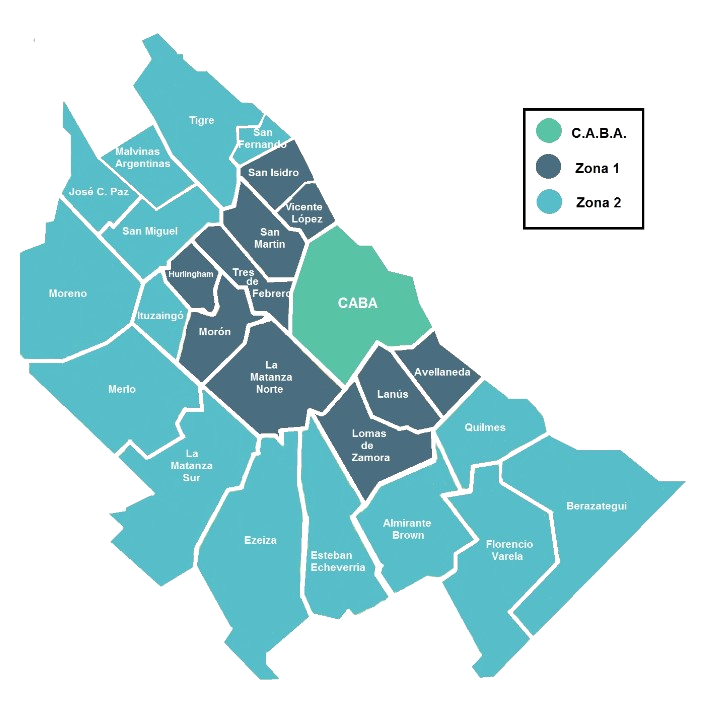 Tigre
San
Fernando
Malvinas
Argentinas
San Isidro
José C. Paz
Vicente
López
San Miguel
San
Martin
Hurlingham
Tres
de
Febrero
Moreno
CABA
Ituzaingó
Morón
La
Matanza
Norte
Avellaneda
Merlo
Lanús
Quilmes
Lomas
de
Zamora
La
Matanza
Sur
Berazategui
Almirante
Brown
Ezeiza
Florencio
Varela
Esteban
Echeverria
C.A.B.A.
Zona 1
Zona 2